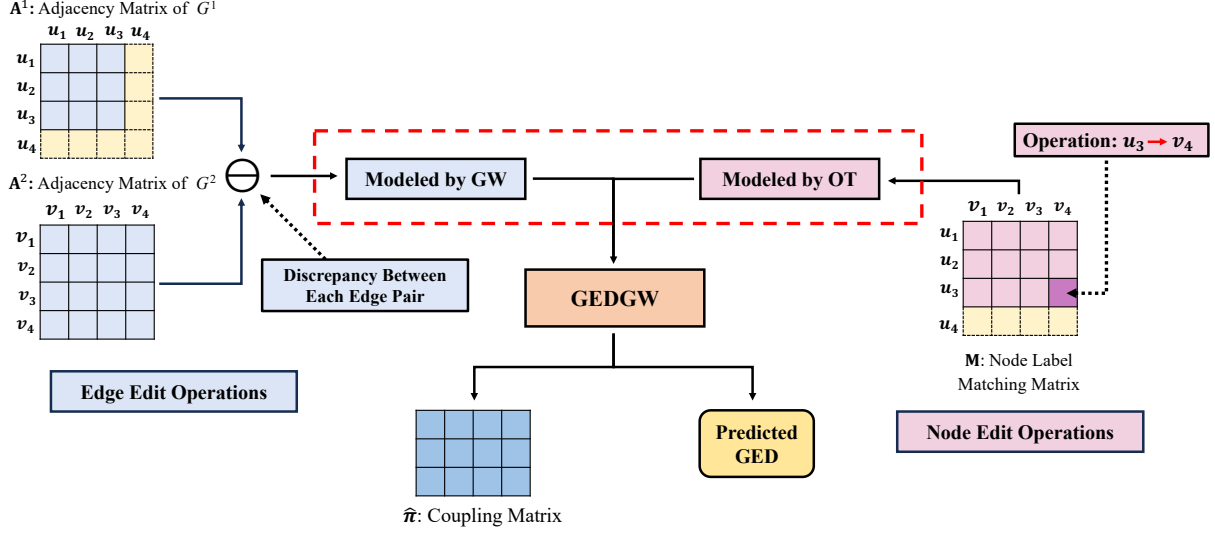 A¹: Adjacency Matrix of G¹
u₁ u₂ u₃ u₄
u₁
u₂
u₃
u₄
A²: Adjacency Matrix of G²
v₁ v₂ v₃ v₄
v₁
v₂
v₃
v₄
Discrepancy Between
Each Edge Pair
Edge Edit Operations
Modeled by GW
Modeled by OT
GEDGW
π̂: Coupling Matrix
Predicted
GED
Operation: u₃ → v₄
v₁ v₂ v₃ v₄
u₁
u₂
u₃
u₄
M: Node Label
Matching Matrix
Node Edit Operations